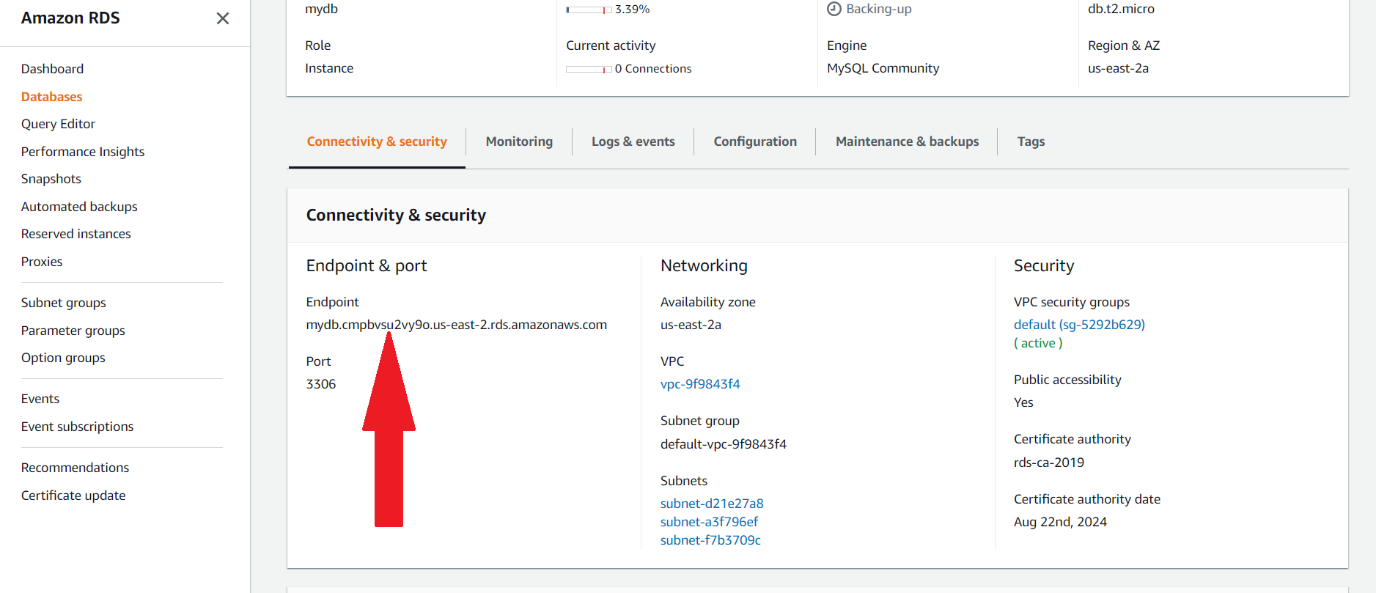 Amazon RDS
Dashboard
Databases
Query Editor
Performance Insights
Snapshots
Automated backups
Reserved instances
Proxies
Subnet groups
Parameter groups
Option groups
Events
Event subscriptions
Recommendations
Certificate update
mydb
3.39%
Backing-up
db.t2.micro
Role
Instance
Current activity
0 Connections
Engine
MySQL Community
Region & AZ
us-east-2a
Connectivity & security
Monitoring
Logs & events
Configuration
Maintenance & backups
Tags
Connectivity & security
Endpoint & port
Endpoint
mydb.cmpbvsu2vy9o.us-east-2.rds.amazonaws.com
Port
3306
Networking
Availability zone
us-east-2a
VPC
vpc-9f9843f4
Subnet group
default-vpc-9f9843f4
Subnets
subnet-d21e27a8
subnet-a3f796ef
subnet-f7b3709c
Security
VPC security groups
default (sg-5292b629)
( active )
Public accessibility
Yes
Certificate authority
rds-ca-2019
Certificate authority date
Aug 22nd, 2024